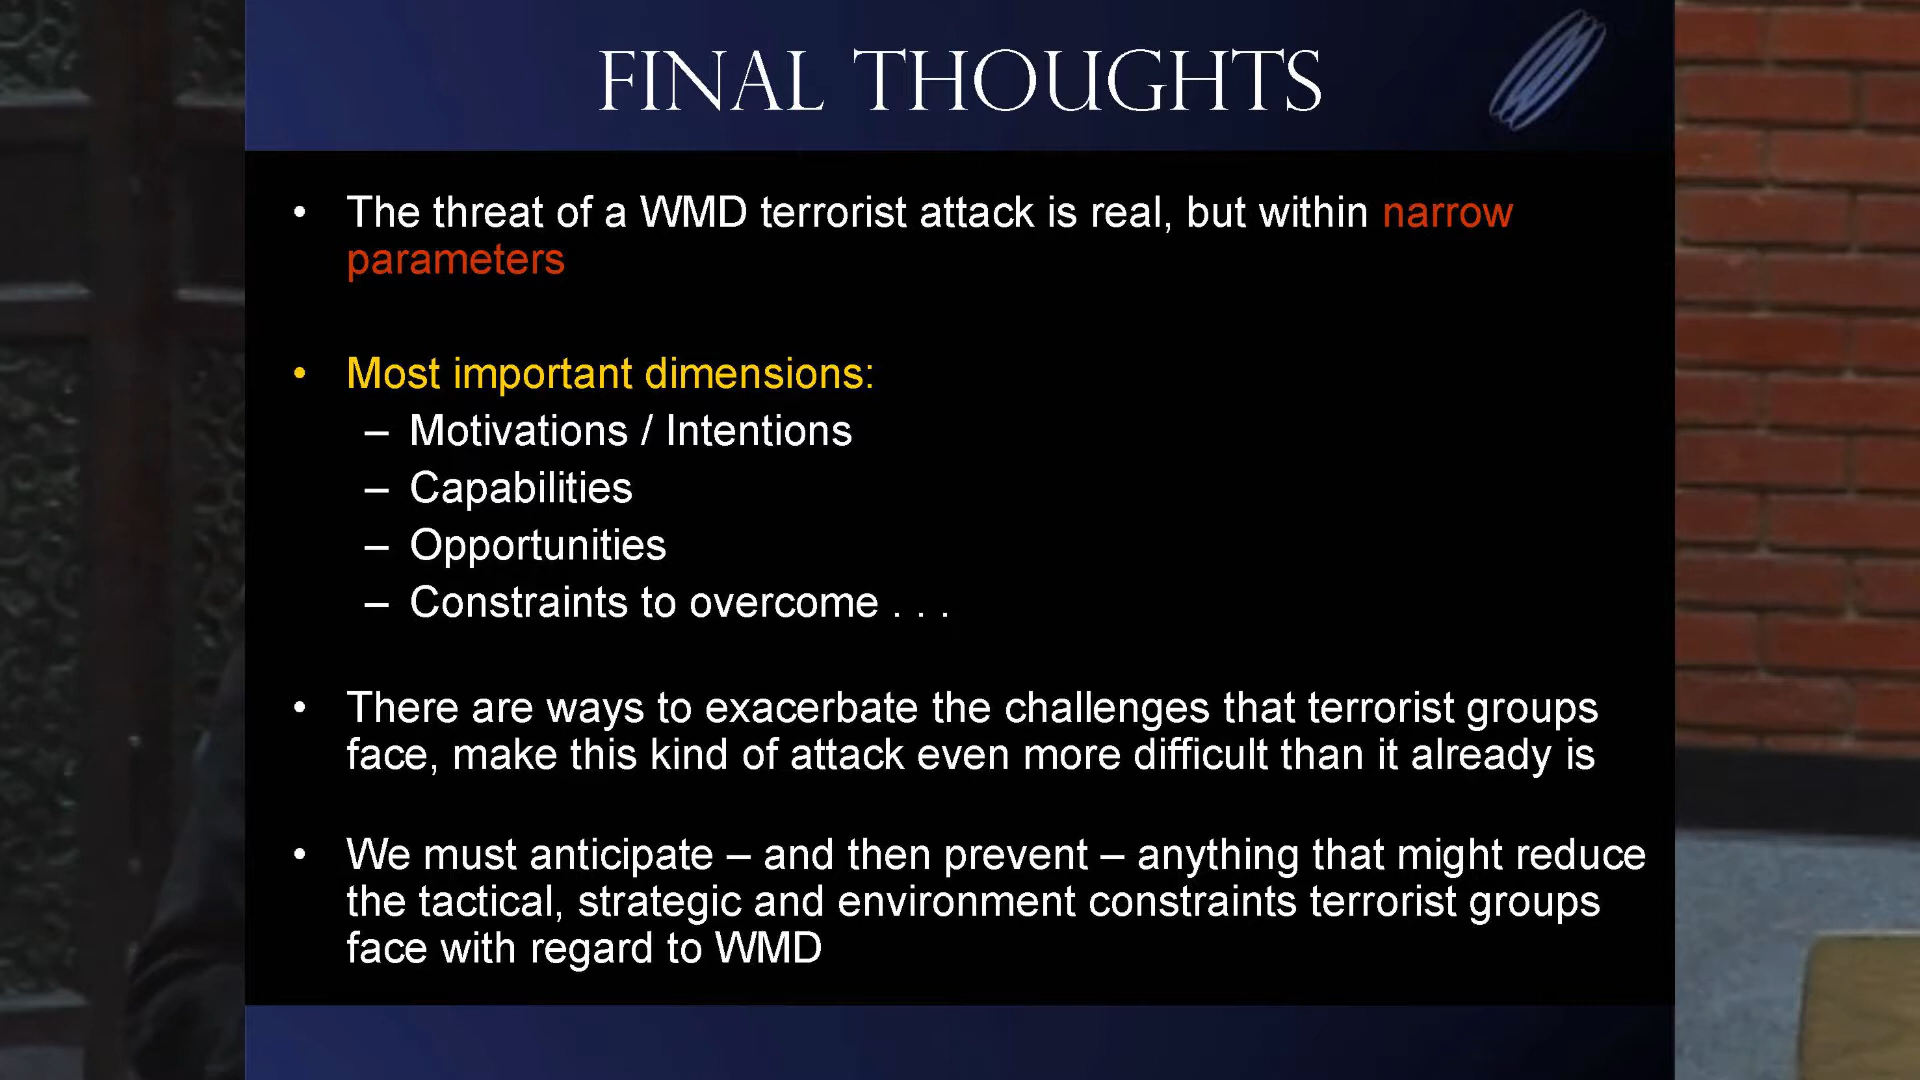 FINAL THOUGHTS
• The threat of a WMD terrorist attack is real, but within narrow
parameters
• Most important dimensions:
– Motivations / Intentions
– Capabilities
– Opportunities
– Constraints to overcome . . .
• There are ways to exacerbate the challenges that terrorist groups
face, make this kind of attack even more difficult than it already is
• We must anticipate – and then prevent – anything that might reduce
the tactical, strategic and environment constraints terrorist groups
face with regard to WMD